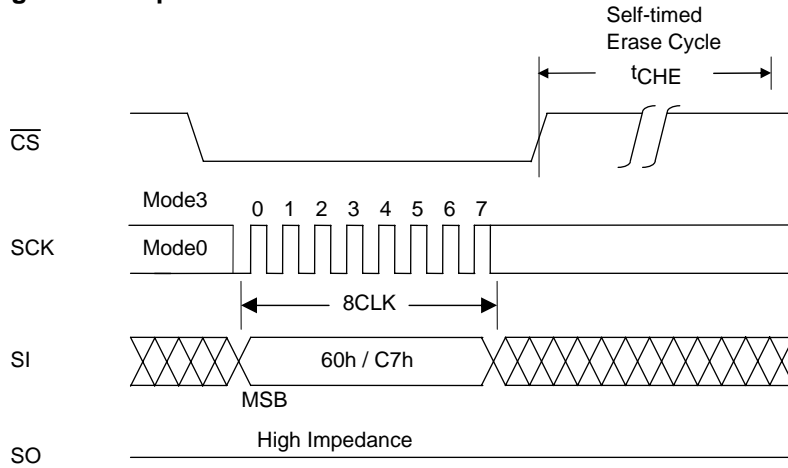 Self-timed
Erase Cycle
tCHE
CS
Mode3
0 1 2 3 4 5 6 7
SCK
Mode0
8CLK
SI
60h / C7h
MSB
High Impedance
SO